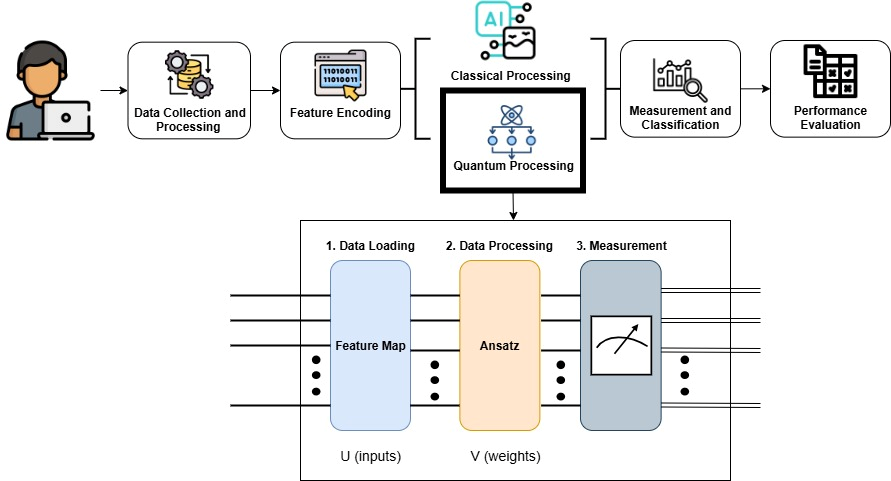 AI
Classical Processing
Data Collection and
Processing
11010011
11001011
Feature Encoding
Quantum Processing
Measurement and
Classification
Performance
Evaluation
1. Data Loading
2. Data Processing
3. Measurement
Feature Map
Ansatz
U (inputs)
V (weights)